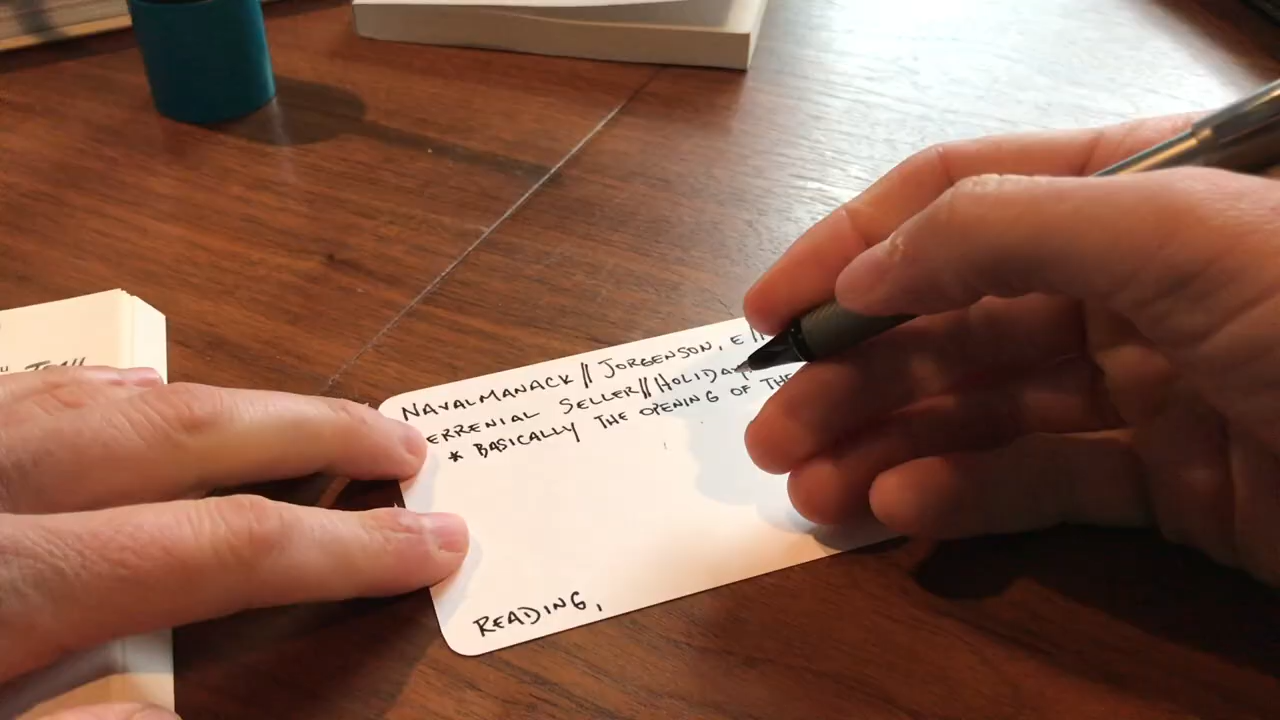 NAVALMANACK // JORGENSON, E //
ERRENIAL SELLER // HOLIDAY
* BASICALLY THE OPENING OF THE
READING,